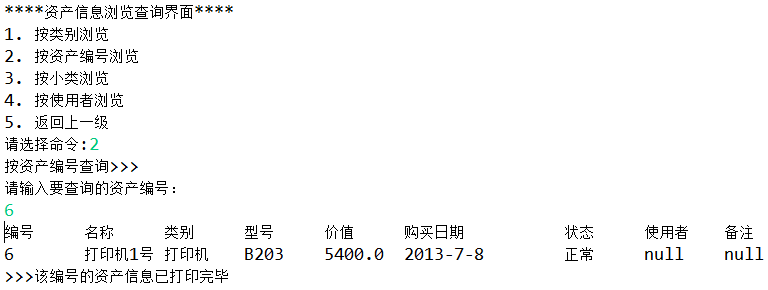 ****资产信息浏览查询界面****
1. 按类别浏览
2. 按资产编号浏览
3. 按小类浏览
4. 按使用者浏览
5. 返回上一级
请选择命令:2
按资产编号查询>>>
请输入要查询的资产编号：
6
编号 名称 类别 型号 价值 购买日期 状态 使用者 备注
6 打印机1号 打印机 B203 5400.0 2013-7-8 正常 null null
>>>该编号的资产信息已打印完毕